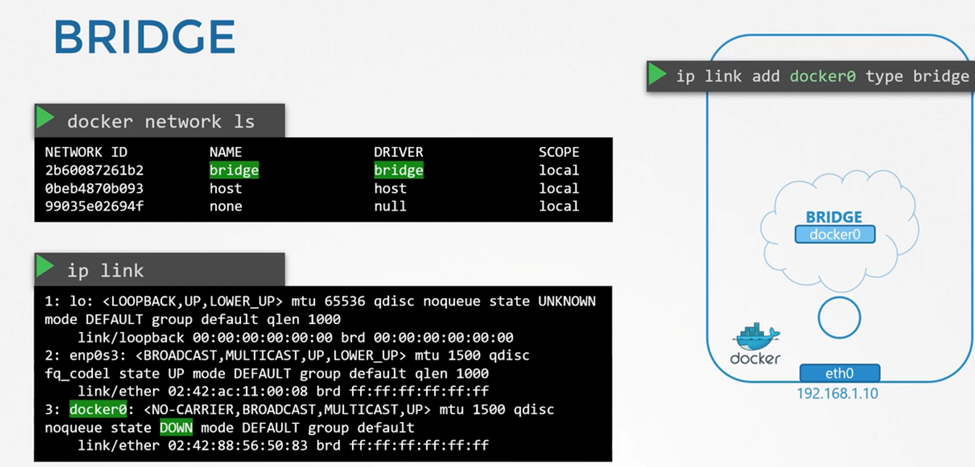 BRIDGE
docker network ls
NETWORK ID NAME DRIVER SCOPE
2b60087261b2 bridge bridge local
0beb4870b093 host host local
99035e02694f none null local
ip link
1: lo: <LOOPBACK,UP,LOWER_UP> mtu 65536 qdisc noqueue state UNKNOWN
mode DEFAULT group default qlen 1000
link/loopback 00:00:00:00:00:00 brd 00:00:00:00:00:00
2: enp0s3: <BROADCAST,MULTICAST,UP,LOWER_UP> mtu 1500 qdisc
fq_codel state UP mode DEFAULT group default qlen 1000
link/ether 02:42:ac:11:00:08 brd ff:ff:ff:ff:ff:ff
3: docker0: <NO-CARRIER,BROADCAST,MULTICAST,UP> mtu 1500 qdisc
noqueue state DOWN mode DEFAULT group default
link/ether 02:42:88:56:50:83 brd ff:ff:ff:ff:ff:ff
ip link add docker0 type bridge
BRIDGE
docker0
docker
eth0
192.168.1.10